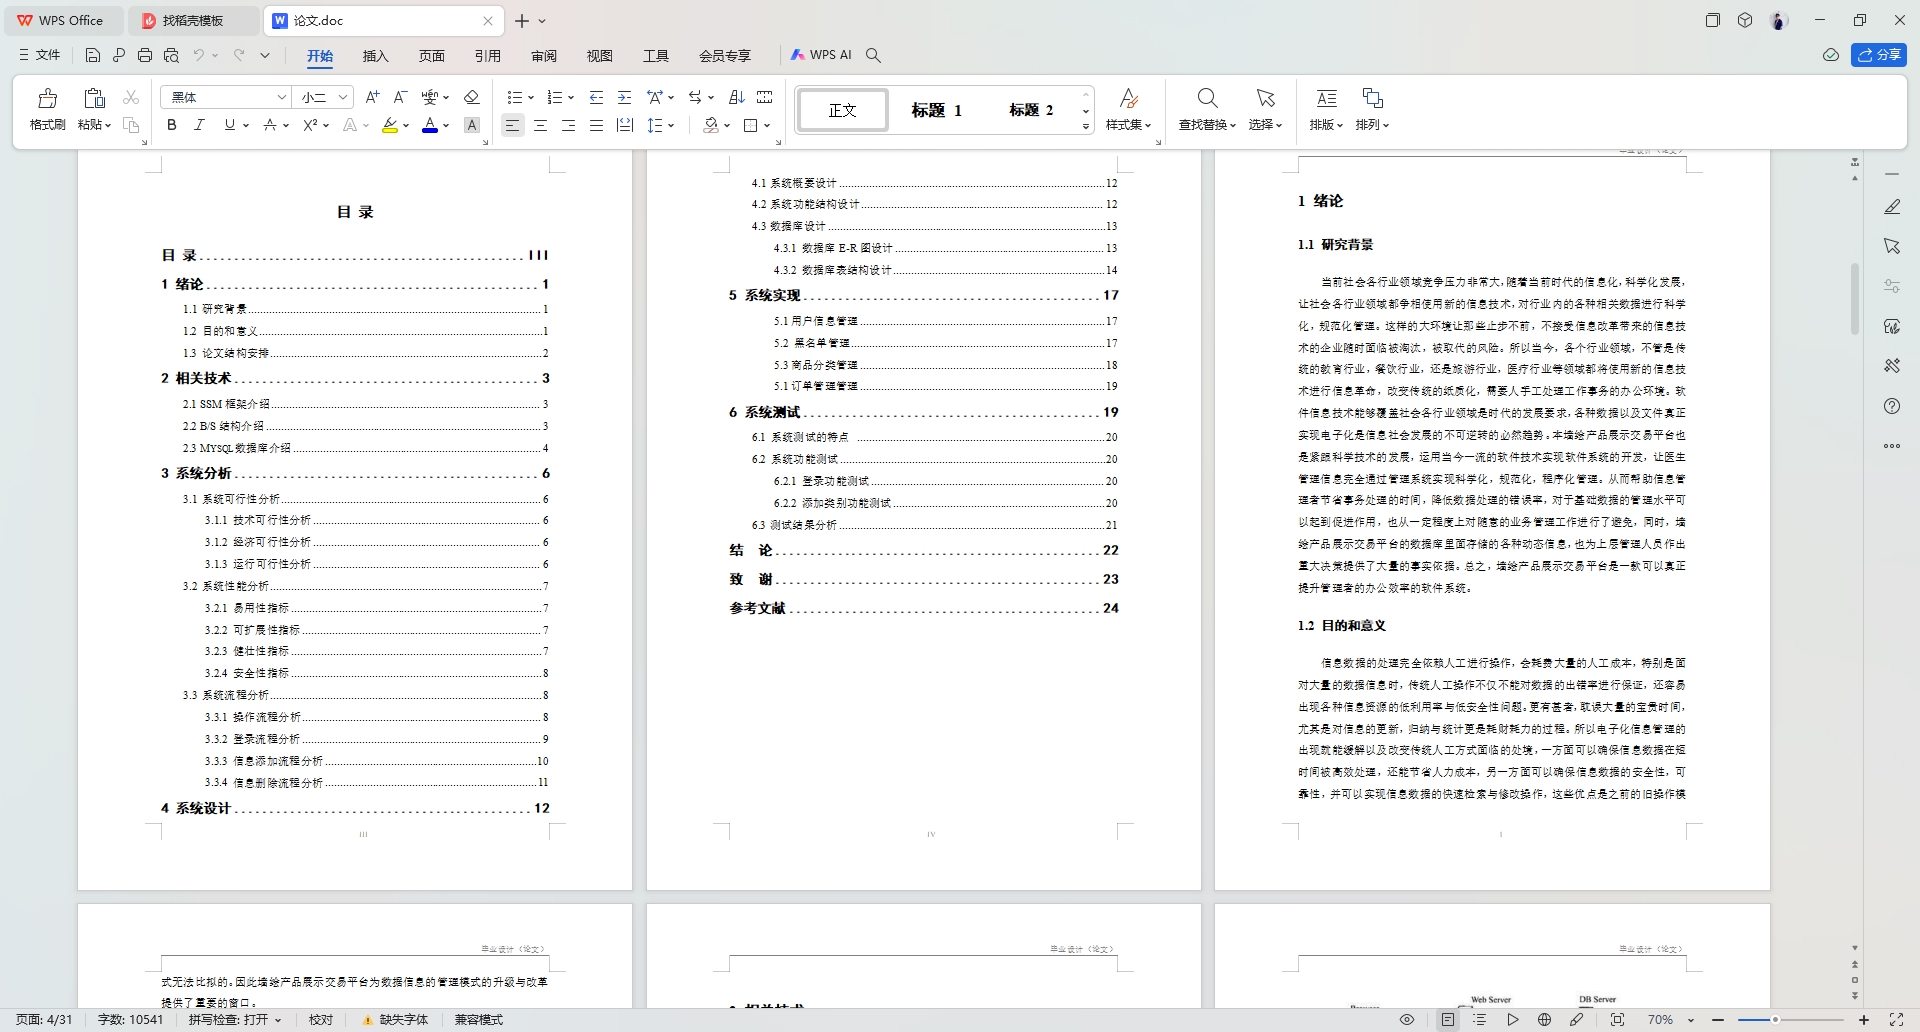 WPS Office
找稻壳模板
论文.doc
文件
开始
插入
页面
引用
审阅
视图
工具
会员专享
WPS AI
分享
格式刷
粘贴
黑体
小二
正文
标题 1
标题 2
样式集
查找替换
选择
排版
排列
目 录
目 录 III
1 绪论 1
1.1 研究背景 1
1.2 目的和意义 1
1.3 论文结构安排 2
2 相关技术 3
2.1 SSM 框架介绍 3
2.2 B/S 结构介绍 3
2.3 MYSQL 数据库介绍 4
3 系统分析 6
3.1 系统可行性分析 6
3.1.1 技术可行性分析 6
3.1.2 经济可行性分析 6
3.1.3 运行可行性分析 6
3.2 系统性能分析 7
3.2.1 易用性指标 7
3.2.2 可扩展性指标 7
3.2.3 健壮性指标 7
3.2.4 安全性指标 8
3.3 系统流程分析 8
3.3.1 操作流程分析 8
3.3.2 登录流程分析 9
3.3.3 信息添加流程分析 10
3.3.4 信息删除流程分析 11
4 系统设计 12
III
4.1 系统概要设计 12
4.2 系统功能结构设计 12
4.3 数据库设计 13
4.3.1 数据库 E-R 图设计 13
4.3.2 数据库表结构设计 14
5 系统实现 17
5.1 用户信息管理 17
5.2 黑名单管理 17
5.3 商品分类管理 18
5.1 订单管理管理 19
6 系统测试 19
6.1 系统测试的特点 20
6.2 系统功能测试 20
6.2.1 登录功能测试 20
6.2.2 添加类别功能测试 20
6.3 测试结果分析 21
结 论 22
致 谢 23
参考文献 24
IV
毕业设计(论文)
1 绪论
1.1 研究背景
当前社会各行业领域竞争压力非常大,随着当前时代的信息化,科学化发展,
让社会各行业领域都争相使用新的信息技术,对行业内的各种相关数据进行科学
化,规范化管理。这样的大环境让那些止步不前,不接受信息改革带来的信息技
术的企业随时面临被淘汰,被取代的风险。所以当今,各个行业领域,不管是传
统的教育行业,餐饮行业,还是旅游行业,医疗行业等领域都将使用新的信息技
术进行信息革命,改变传统的纸质化,需要人手工处理工作事务的办公环境。软
件信息技术能够覆盖社会各行业领域是时代的发展要求,各种数据以及文件真正
实现电子化是信息社会发展的不可逆转的必然趋势。本墙绘产品展示交易平台也
是紧跟科学技术的发展,运用当今一流的软件技术实现软件系统的开发,让医生
管理信息完全通过管理系统实现科学化,规范化,程序化管理。从而帮助信息管
理者节省事务处理的时间,降低数据处理的错误率,对于基础数据的管理水平可
以起到促进作用,也从一定程度上对随意的业务管理工作进行了避免,同时,墙
绘产品展示交易平台的数据库里面存储的各种动态信息,也为上层管理人员作出
重大决策提供了大量的事实依据。总之,墙绘产品展示交易平台是一款可以真正
提升管理者的办公效率的软件系统。
1.2 目的和意义
信息数据的处理完全依赖人工进行操作,会耗费大量的人工成本,特别是面
对大量的数据信息时,传统人工操作不仅不能对数据的出错率进行保证,还容易
出现各种信息资源的低利用率与低安全性问题。更有甚者,耽误大量的宝贵时间,
尤其是对信息的更新,归纳与统计更是耗财耗力的过程。所以电子化信息管理的
出现就能缓解以及改变传统人工方式面临的处境,一方面可以确保信息数据在短
时间被高效处理,还能节省人力成本,另一方面可以确保信息数据的安全性,可
靠性,并可以实现信息数据的快速检索与修改操作,这些优点是之前的旧操作模
1
毕业设计(论文)
式无法比拟的。因此墙绘产品展示交易平台为数据信息的管理模式的升级与改革
提供了重要的窗口。
毕业设计(论文)
2 相关技术
毕业设计(论文)
Web Server
DB Server
Browser
页面: 4/31
字数: 10541
拼写检查: 打开
校对
缺失字体
兼容模式
70%